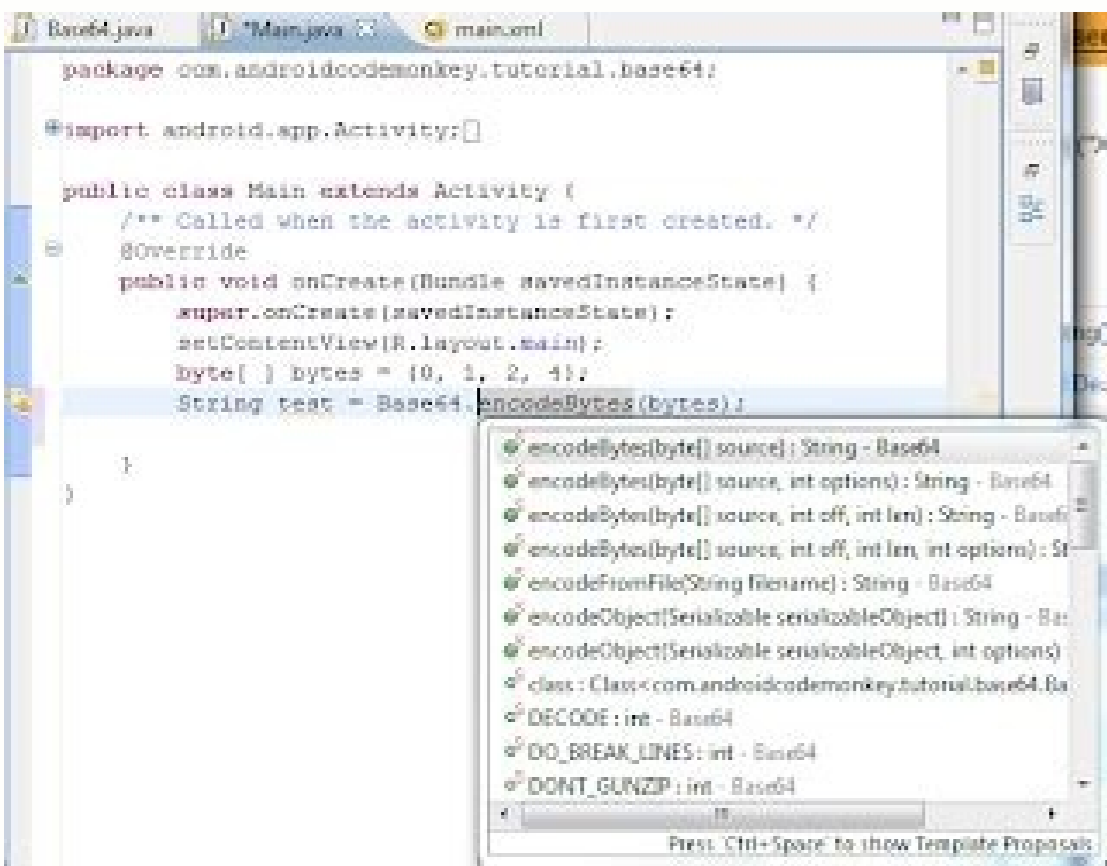 Base64.java *Main.java main.xml
package com.androidcodemonkey.tutorial.base64;
import android.app.Activity;
public class Main extends Activity {
/** Called when the activity is first created. */
@Override
public void onCreate(Bundle savedInstanceState) {
super.onCreate(savedInstanceState);
setContentView(R.layout.main);
byte[ ] bytes = {0, 1, 2, 4};
String test = Base64.encodeBytes(bytes);
}
}
encodeBytes(byte[] source) : String - Base64
encodeBytes(byte[] source, int options) : String - Base64
encodeBytes(byte[] source, int off, int len) : String - Base6
encodeBytes(byte[] source, int off, int len, int options) : St
encodeFromFile(String filename) : String - Base64
encodeObject(Serializable serializableObject) : String - Bas
encodeObject(Serializable serializableObject, int options)
class : Class<com.androidcodemonkey.tutorial.base64.Ba
DECODE : int - Base64
DO_BREAK_LINES : int - Base64
DONT_GUNZIP : int - Base64
Press 'Ctrl+Space' to show Template Proposals